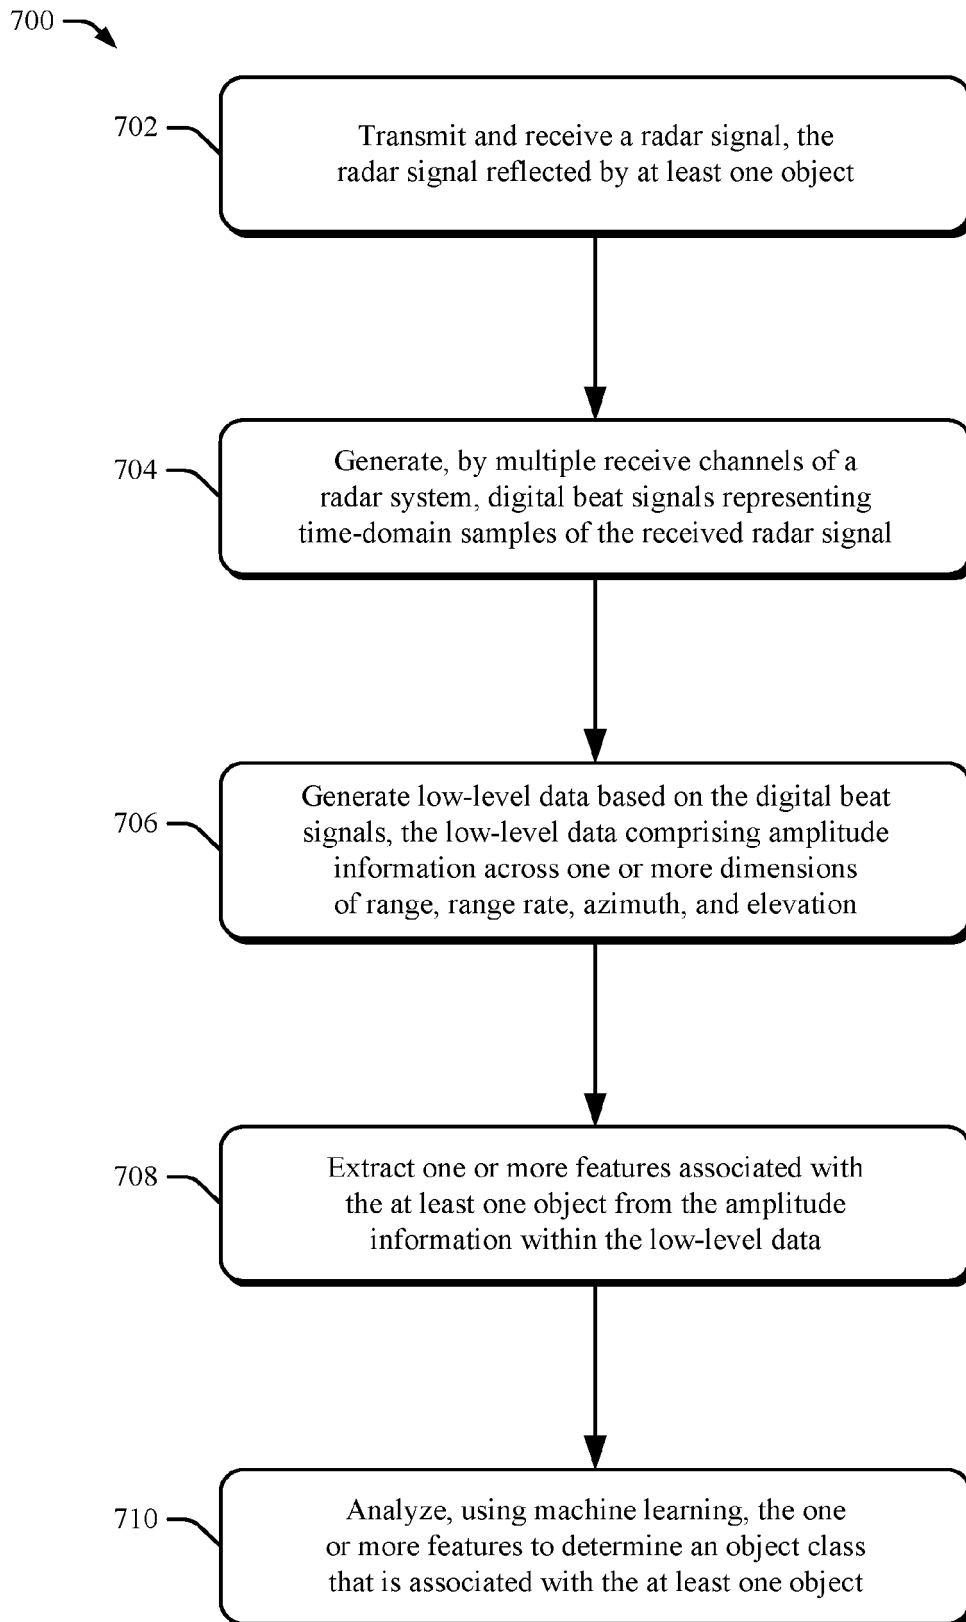 700
702
Transmit and receive a radar signal, the
radar signal reflected by at least one object
704
Generate, by multiple receive channels of a
radar system, digital beat signals representing
time-domain samples of the received radar signal
706
Generate low-level data based on the digital beat
signals, the low-level data comprising amplitude
information across one or more dimensions
of range, range rate, azimuth, and elevation
708
Extract one or more features associated with
the at least one object from the amplitude
information within the low-level data
710
Analyze, using machine learning, the one
or more features to determine an object class
that is associated with the at least one object